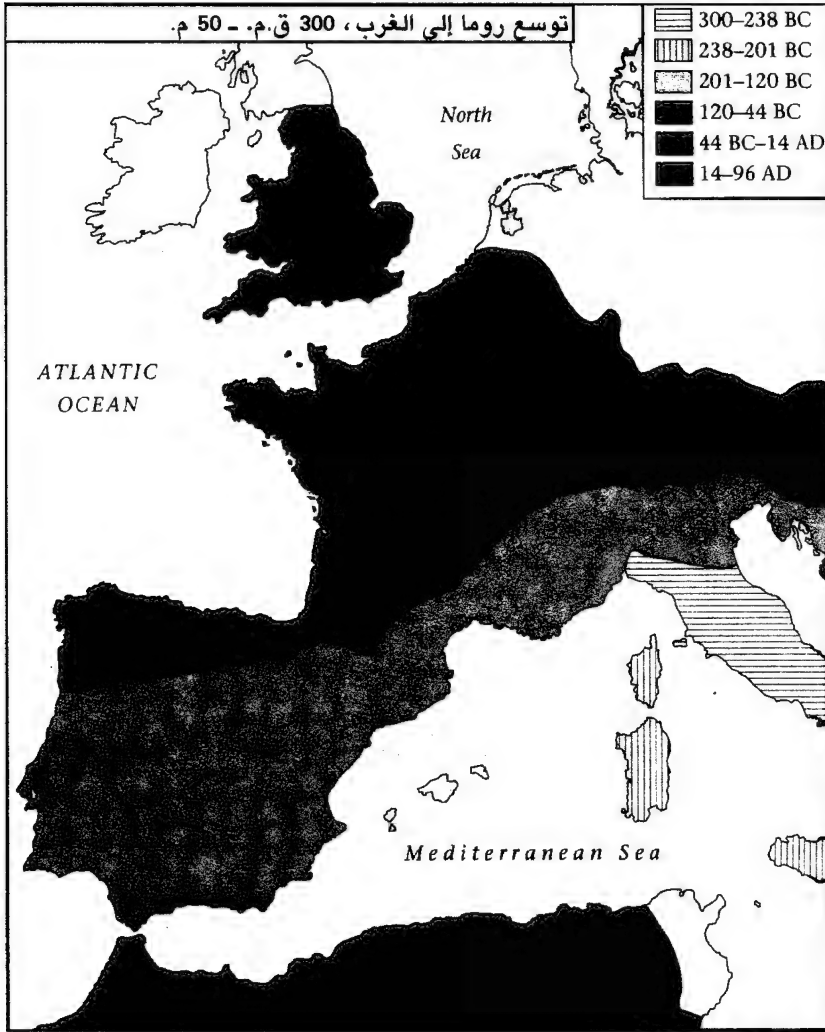 توسع روما إلي الغرب، 300 ق.م. ـ 50 م.
300–238 BC
238–201 BC
201–120 BC
120–44 BC
44 BC–14 AD
14–96 AD
North
Sea
ATLANTIC
OCEAN
Mediterranean Sea